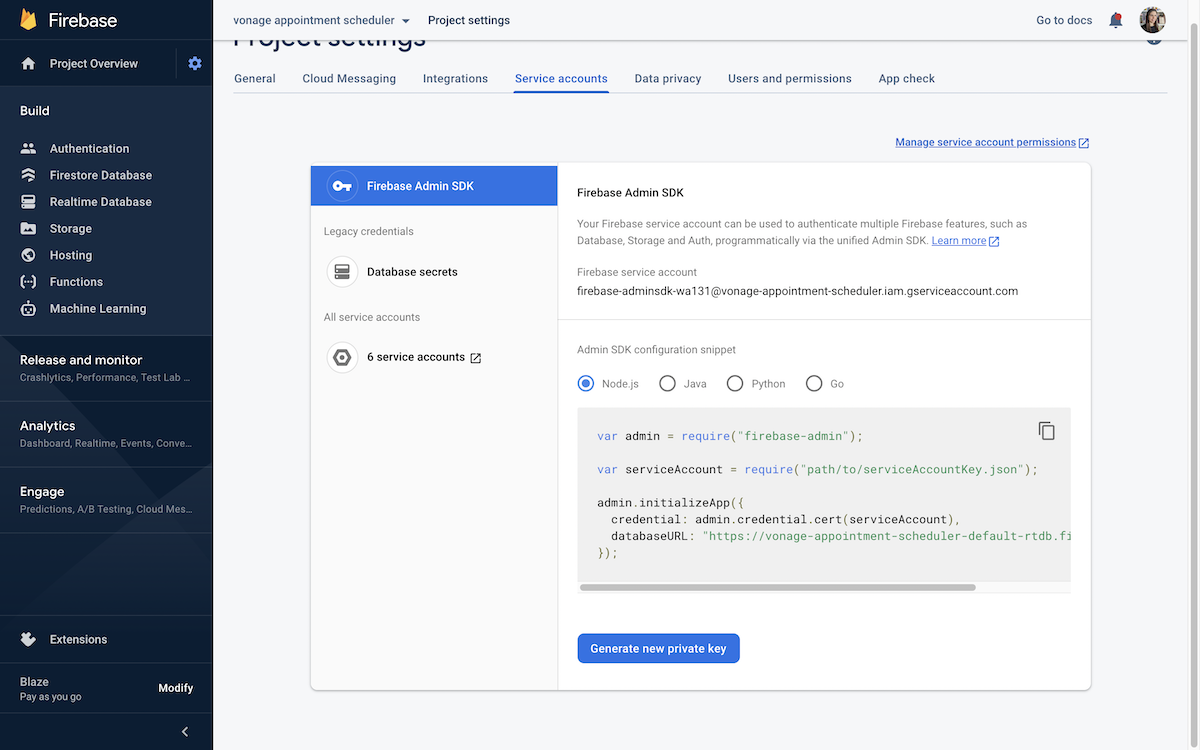 Firebase
vonage appointment scheduler
Project settings
Go to docs
Project settings
Project Overview
General
Cloud Messaging
Integrations
Service accounts
Data privacy
Users and permissions
App check
Build
Authentication
Firestore Database
Realtime Database
Storage
Hosting
Functions
Machine Learning
Release and monitor
Crashlytics, Performance, Test Lab ...
Analytics
Dashboard, Realtime, Events, Conve...
Engage
Predictions, A/B Testing, Cloud Mes...
Extensions
Blaze
Pay as you go
Modify
Manage service account permissions
Firebase Admin SDK
Legacy credentials
Database secrets
All service accounts
6 service accounts
Firebase Admin SDK
Your Firebase service account can be used to authenticate multiple Firebase features, such as
Database, Storage and Auth, programmatically via the unified Admin SDK. Learn more
Firebase service account
firebase-adminsdk-wa131@vonage-appointment-scheduler.iam.gserviceaccount.com
Admin SDK configuration snippet
Node.js
Java
Python
Go
var admin = require("firebase-admin");
var serviceAccount = require("path/to/serviceAccountKey.json");
admin.initializeApp({
credential: admin.credential.cert(serviceAccount),
databaseURL: "https://vonage-appointment-scheduler-default-rtdb.fi
});
Generate new private key